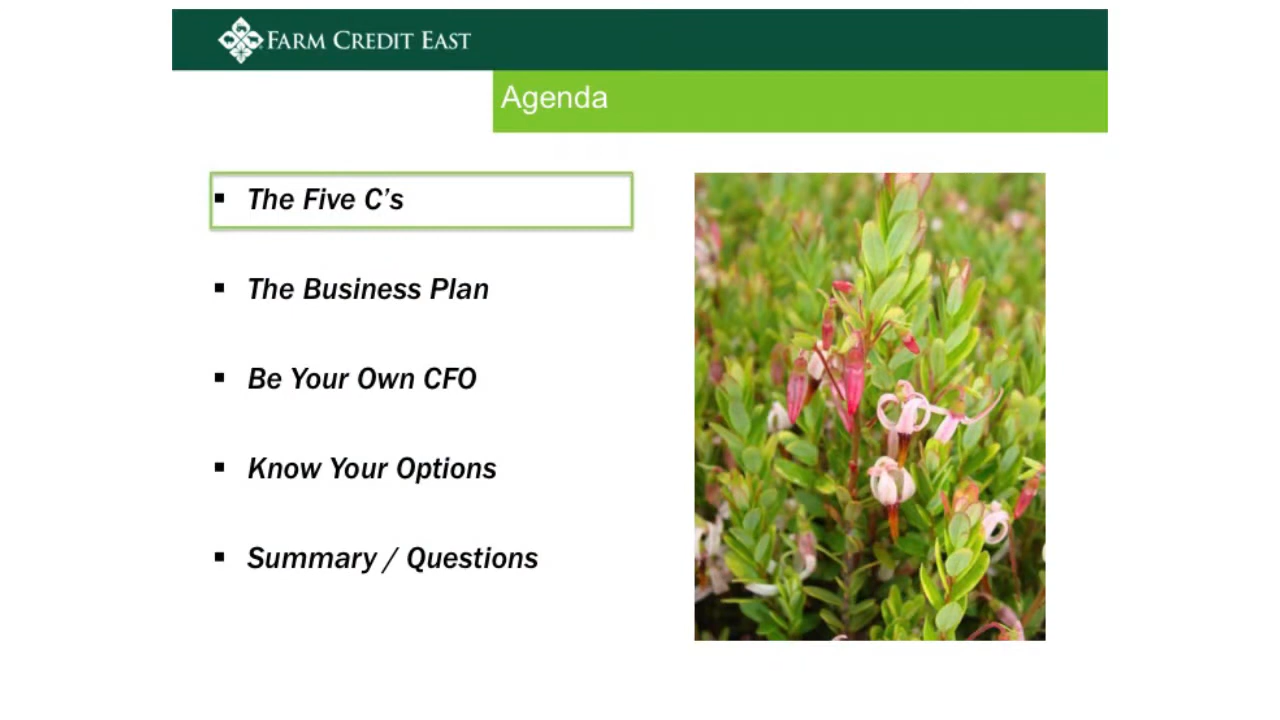 FARM CREDIT EAST
Agenda
▪ The Five C’s
▪ The Business Plan
▪ Be Your Own CFO
▪ Know Your Options
▪ Summary / Questions